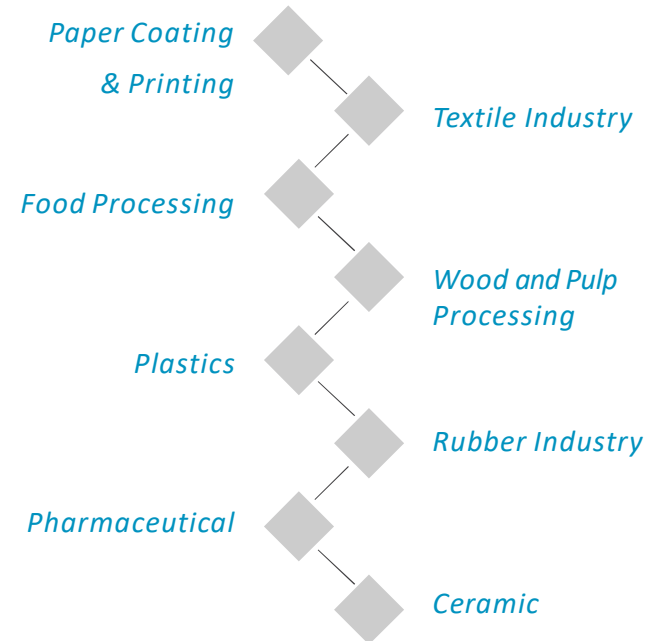 Paper Coating
& Printing
Textile Industry
Food Processing
Wood and Pulp
Processing
Plastics
Rubber Industry
Pharmaceutical
Ceramic